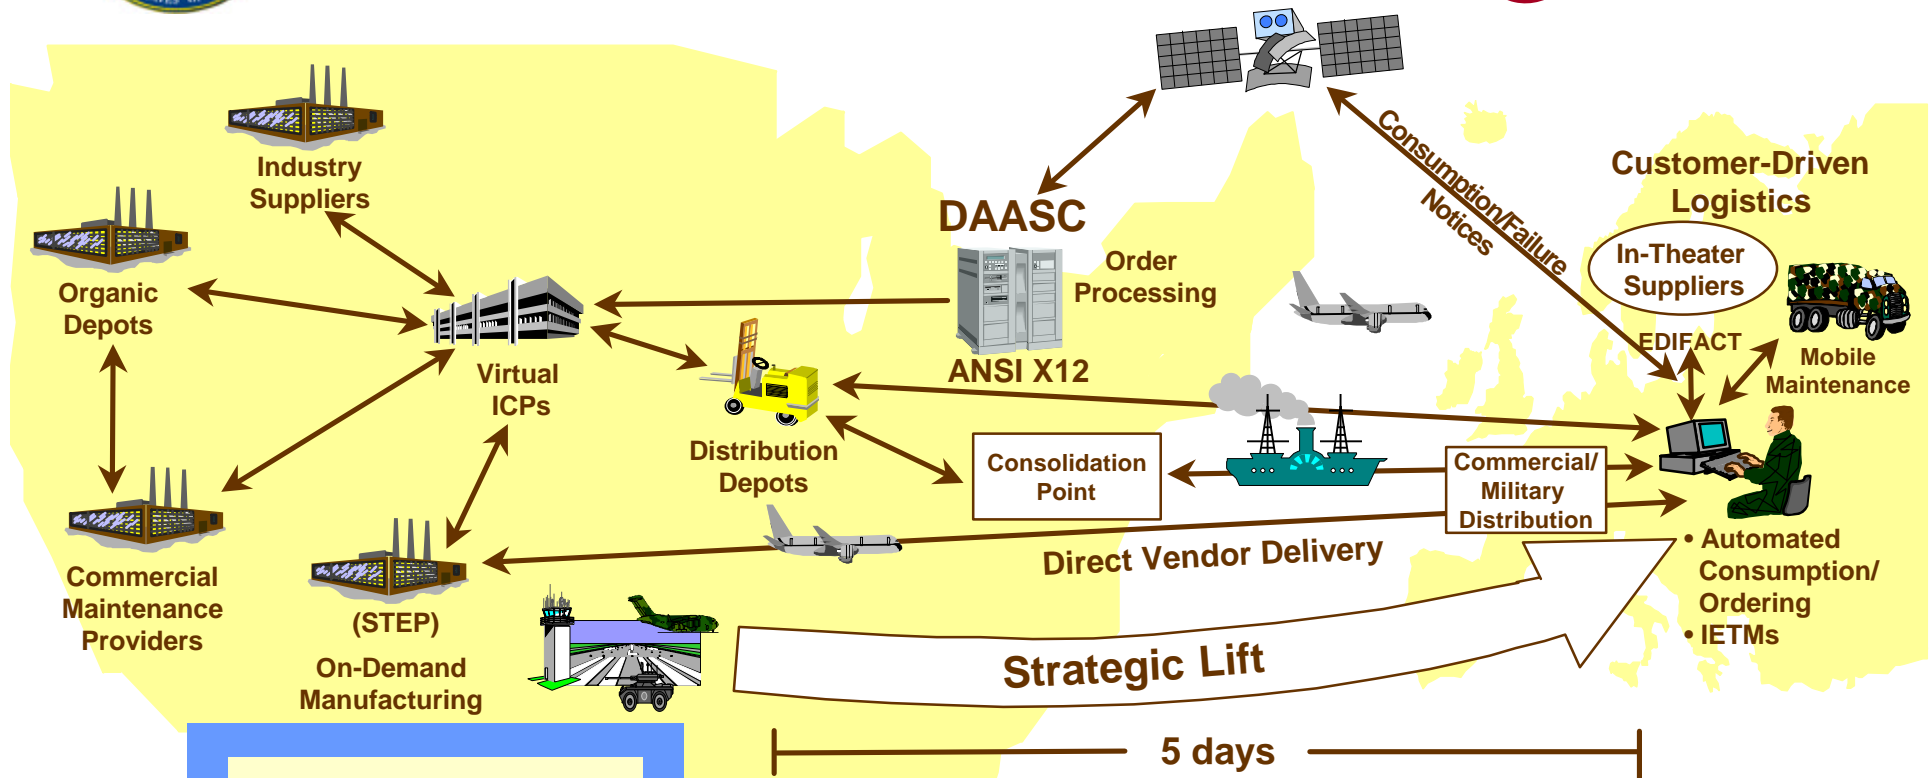 Industry
Suppliers
Organic
Depots
Commercial
Maintenance
Providers
Virtual
ICPs
(STEP)
On-Demand
Manufacturing
DAASC
Order
Processing
ANSI X12
Distribution
Depots
Consolidation
Point
Consumption/Failure
Notices
Customer-Driven
Logistics
In-Theater
Suppliers
EDIFACT
Mobile
Maintenance
Commercial/
Military
Distribution
Direct Vendor Delivery
• Automated
Consumption/
Ordering
• IETMs
Strategic Lift
5 days